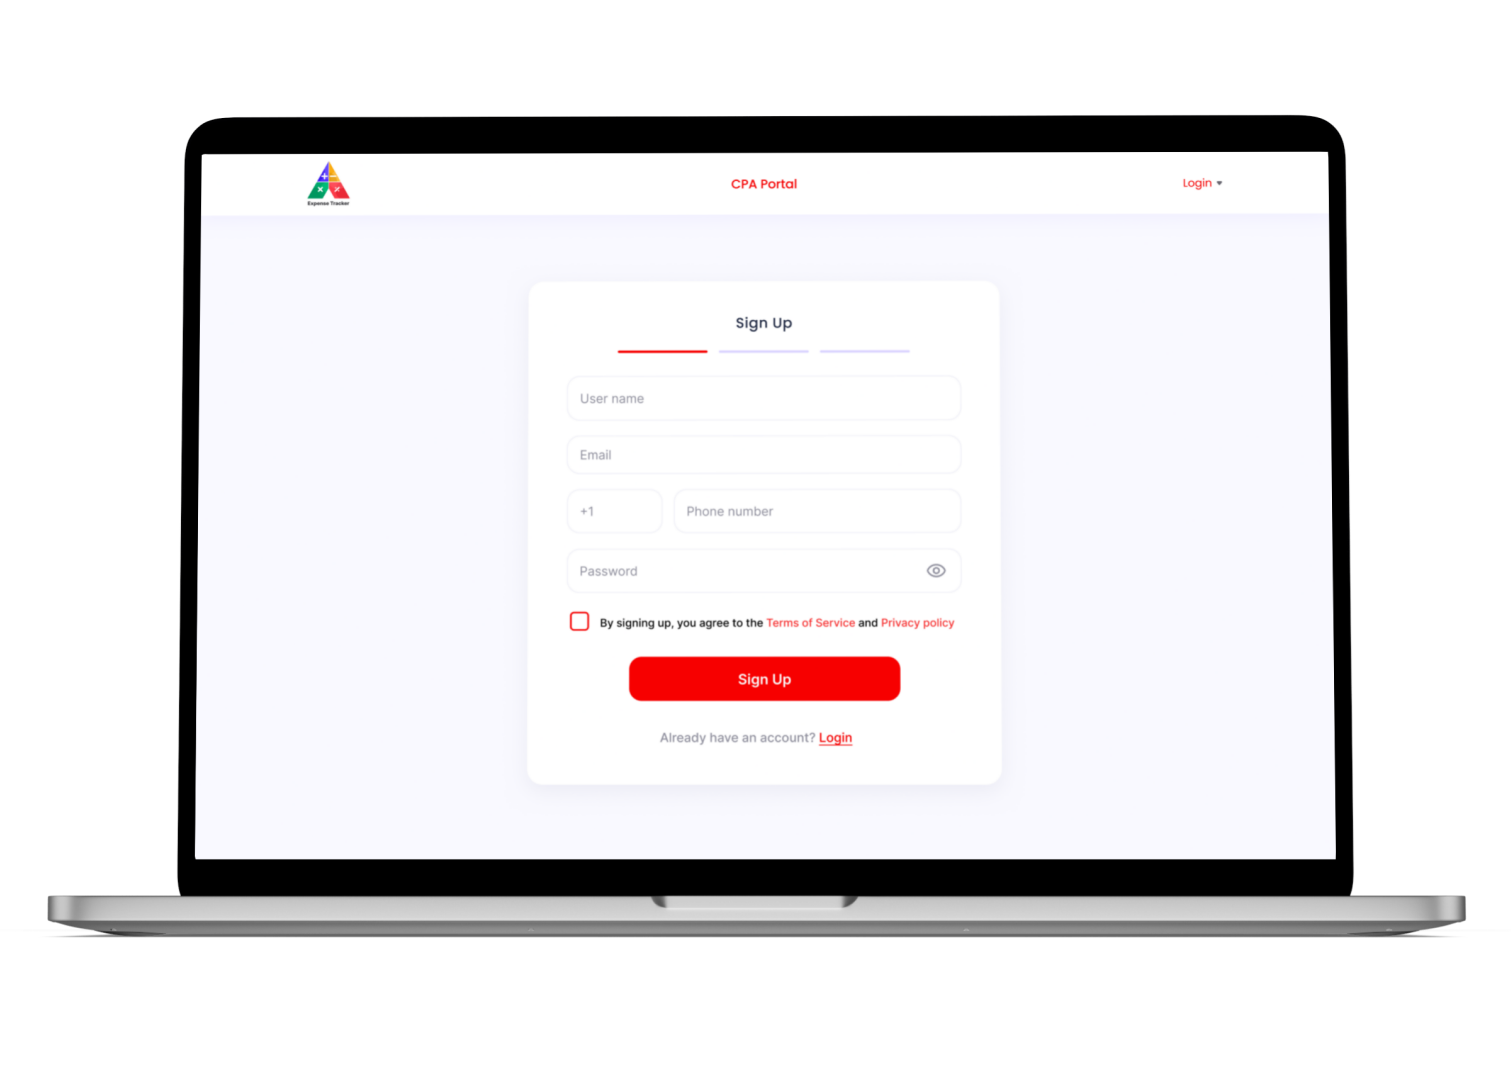 Expense Tracker
CPA Portal
Login
Sign Up
User name
Email
+1
Phone number
Password
By signing up, you agree to the Terms of Service and Privacy policy
Sign Up
Already have an account? Login